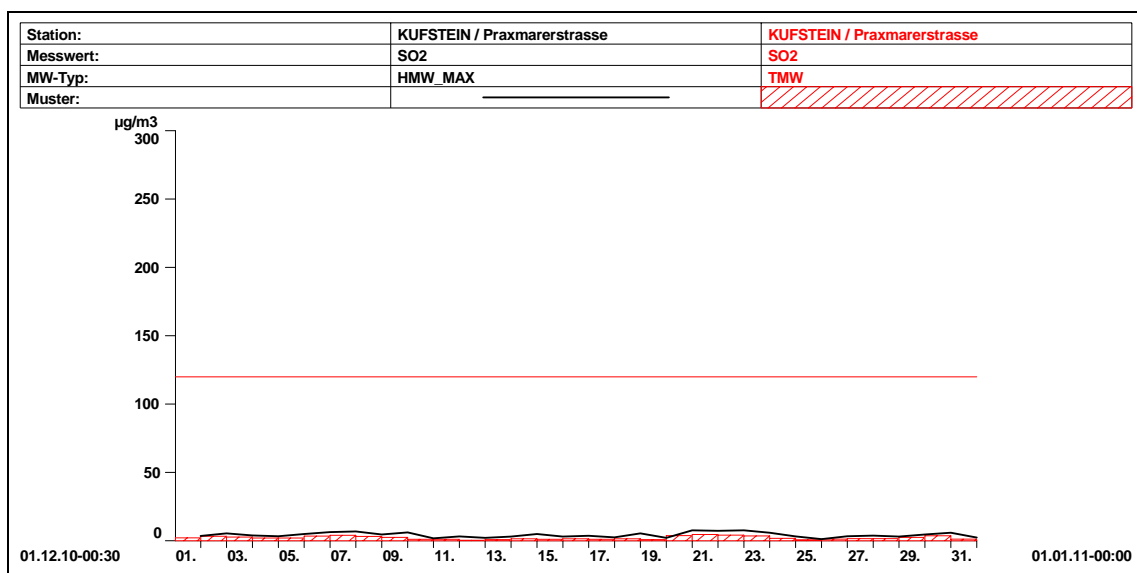 Station: KUFSTEIN / Praxmarerstrasse KUFSTEIN / Praxmarerstrasse
Messwert: SO2 SO2
MW-Typ: HMW_MAX TMW
Muster:
µg/m3
300
250
200
150
100
50
0
01.12.10-00:30 01. 03. 05. 07. 09. 11. 13. 15. 17. 19. 21. 23. 25. 27. 29. 31. 01.01.11-00:00